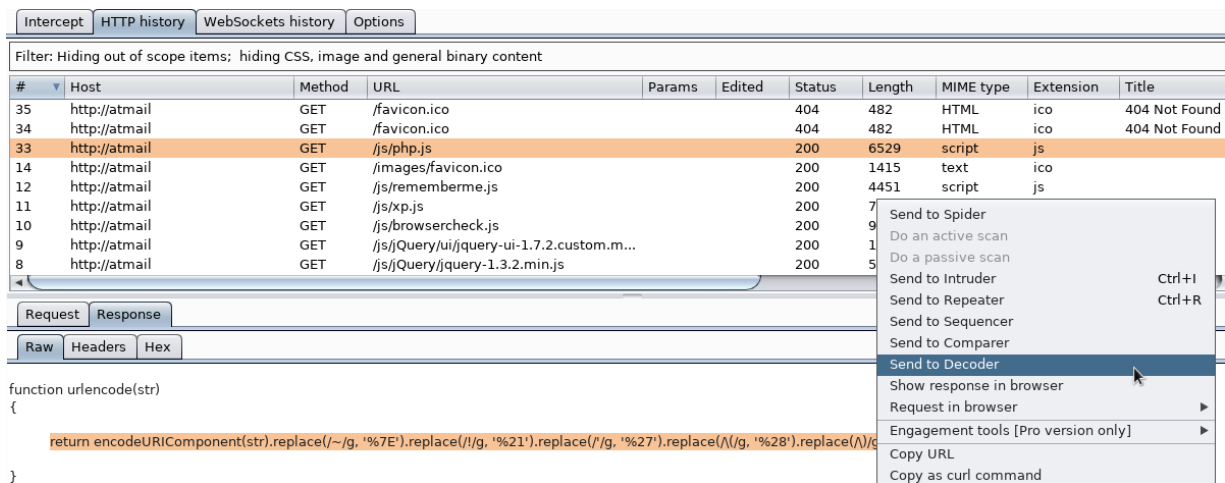 Intercept HTTP history WebSockets history Options
Filter: Hiding out of scope items; hiding CSS, image and general binary content
# Host Method URL Params Edited Status Length MIME type Extension Title
35 http://atmail GET /favicon.ico 404 482 HTML ico 404 Not Found
34 http://atmail GET /favicon.ico 404 482 HTML ico 404 Not Found
33 http://atmail GET /js/php.js 200 6529 script js
14 http://atmail GET /images/favicon.ico 200 1415 text ico
12 http://atmail GET /js/rememberme.js 200 4451 script js
11 http://atmail GET /js/xp.js 200 7
10 http://atmail GET /js/browsercheck.js 200 9
9 http://atmail GET /js/jQuery/ui/jquery-ui-1.7.2.custom.m... 200 1
8 http://atmail GET /js/jQuery/jquery-1.3.2.min.js 200 5
Send to Spider
Do an active scan
Do a passive scan
Send to Intruder Ctrl+I
Send to Repeater Ctrl+R
Send to Sequencer
Send to Comparer
Send to Decoder
Show response in browser
Request in browser
Engagement tools [Pro version only]
Copy URL
Copy as curl command
Request Response
Raw Headers Hex
function urlencode(str)
{
return encodeURIComponent(str).replace(/~/g, '%7E').replace(/!/g, '%21').replace(/'/g, '%27').replace(/\(/g, '%28').replace(/\)/g
}